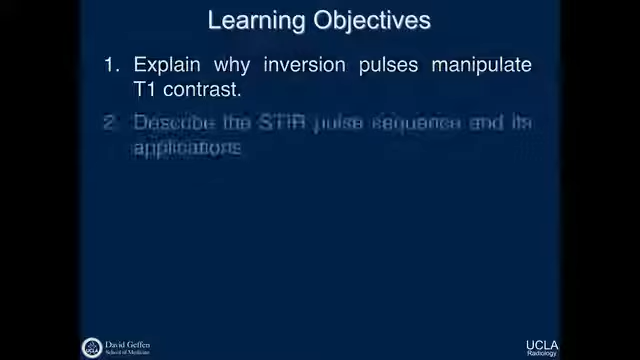 Learning Objectives
1. Explain why inversion pulses manipulate
T1 contrast.
2. Describe the STIR pulse sequence and its
applications
UCLA
David Geffen
School of Medicine
UCLA
Radiology